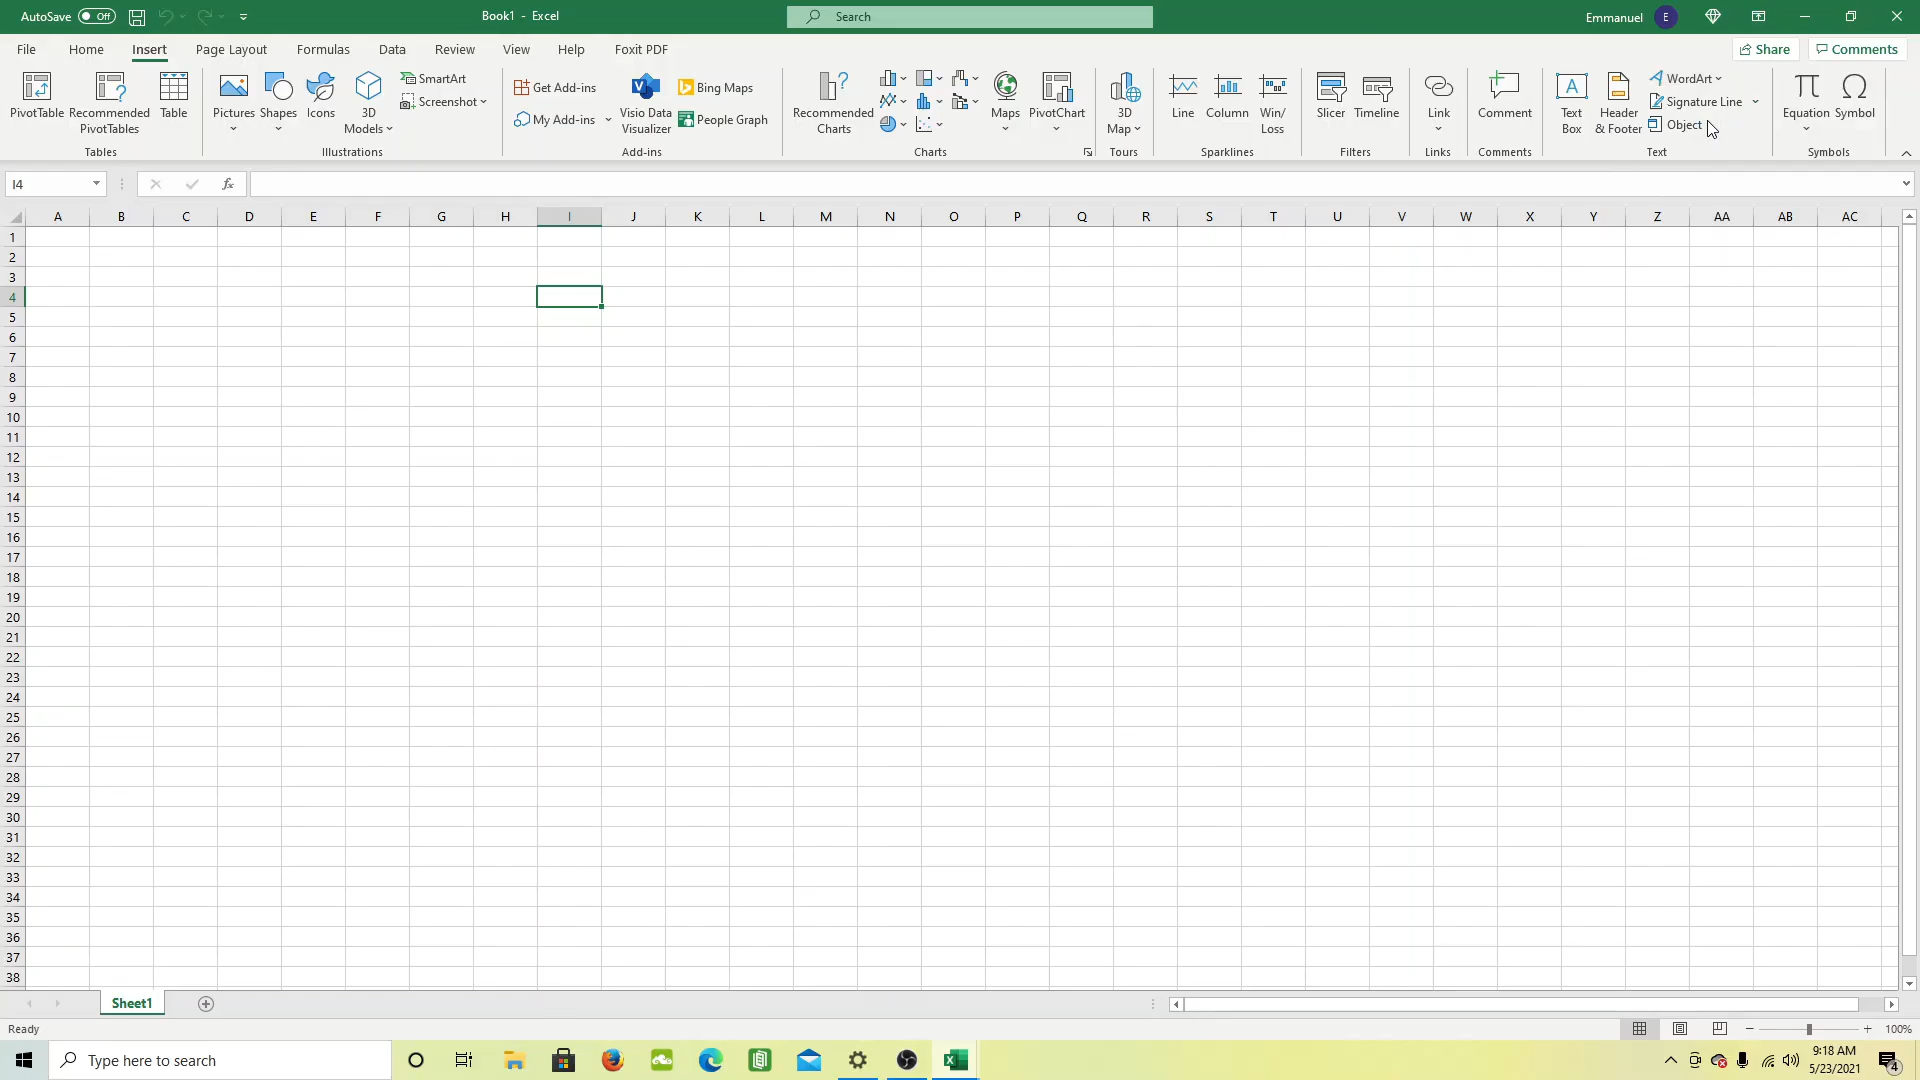 AutoSave Off Book1 - Excel Search Emmanuel E
File Home Insert Page Layout Formulas Data Review View Help Foxit PDF Share Comments
PivotTable Recommended PivotTables Table
Tables
Pictures Shapes Icons 3D Models SmartArt Screenshot
Illustrations
Get Add-ins My Add-ins Visio Data Visualizer Bing Maps People Graph
Add-ins
Recommended Charts Maps PivotChart
Charts
3D Map
Tours
Line Column Win/Loss
Sparklines
Slicer Timeline
Filters
Link
Links
Comment
Comments
Text Box Header & Footer WordArt Signature Line Object
Text
Equation Symbol
Symbols
I4 fx
A B C D E F G H I J K L M N O P Q R S T U V W X Y Z AA AB AC
1
2
3
4
5
6
7
8
9
10
11
12
13
14
15
16
17
18
19
20
21
22
23
24
25
26
27
28
29
30
31
32
33
34
35
36
37
38
Sheet1
Ready 100%
Type here to search 9:18 AM
5/23/2021 4